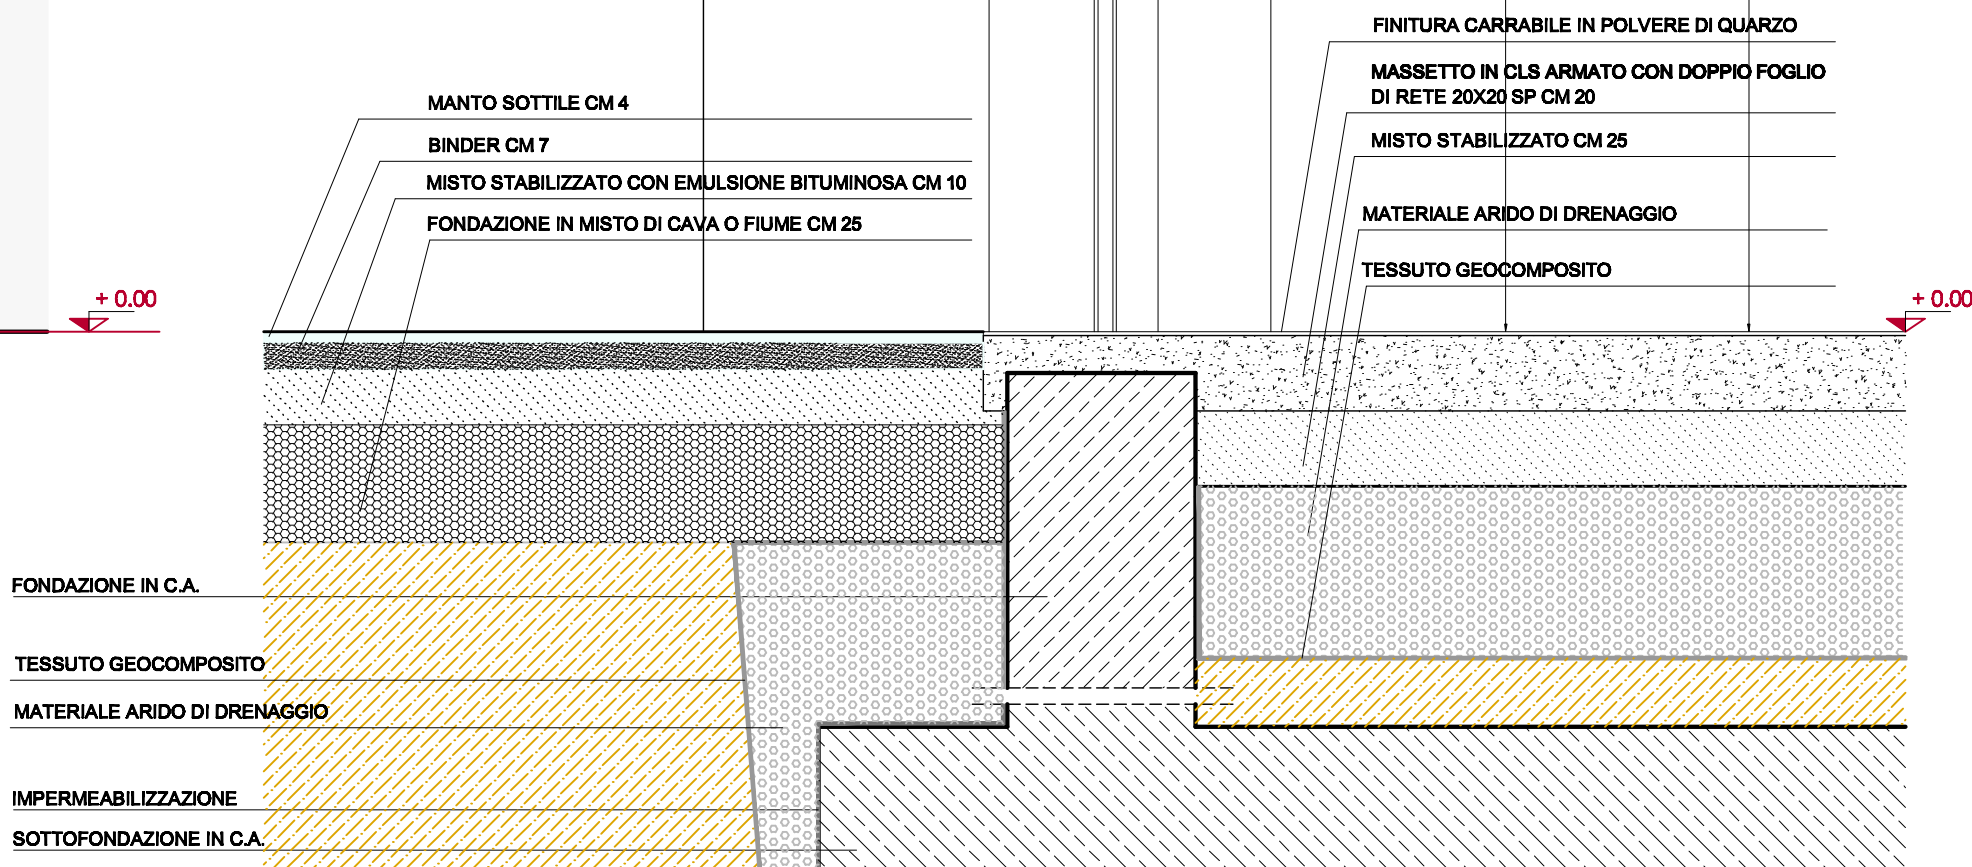 FINITURA CARRABILE IN POLVERE DI QUARZO
MASSETTO IN CLS ARMATO CON DOPPIO FOGLIO
DI RETE 20X20 SP CM 20
MISTO STABILIZZATO CM 25
MATERIALE ARIDO DI DRENAGGIO
TESSUTO GEOCOMPOSITO
MANTO SOTTILE CM 4
BINDER CM 7
MISTO STABILIZZATO CON EMULSIONE BITUMINOSA CM 10
FONDAZIONE IN MISTO DI CAVA O FIUME CM 25
+ 0.00
+ 0.00
FONDAZIONE IN C.A.
TESSUTO GEOCOMPOSITO
MATERIALE ARIDO DI DRENAGGIO
IMPERMEABILIZZAZIONE
SOTTOFONDAZIONE IN C.A.